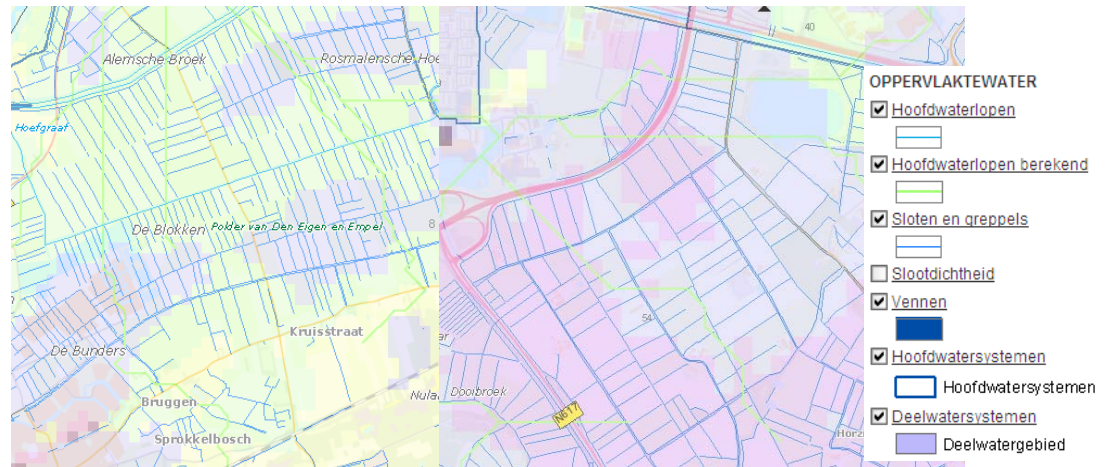 Alemsche Broek
Rosmalensche Hoe
Hoefgraaf
De Blokken
Polder van Den Eigen en Empel
Kruisstraat
De Bunders
Bruggen
Sprokkelbosch
Nula
40
8
54
Dooibroek
N617
Horz
OPPERVLAKTEWATER
Hoofdwaterlopen
Hoofdwaterlopen berekend
Sloten en greppels
Slootdichtheid
Vennen
Hoofdwatersystemen
Hoofdwatersystemen
Deelwatersystemen
Deelwatergebied